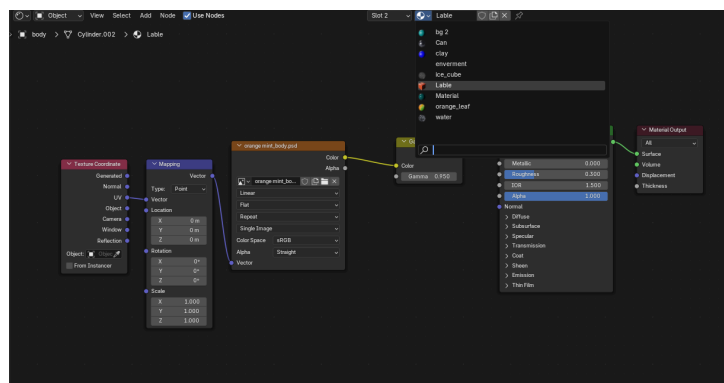 Object View Select Add Node Use Nodes Slot 2 Lable
body > Cylinder.002 > Lable
bg 2
Can
clay
enverment
ice_cube
Lable
Material
orange_leaf
water
Texture Coordinate
Generated
Normal
UV
Object
Camera
Window
Reflection
Object:
From Instancer
Mapping
Vector
Type: Point
Vector
Location
X 0 m
Y 0 m
Z 0 m
Rotation
X 0°
Y 0°
Z 0°
Scale
X 1.000
Y 1.000
Z 1.000
orange mint_body.psd
Color
Alpha
orange mint_bo...
Linear
Flat
Repeat
Single Image
Color Space sRGB
Alpha Straight
Vector
Color
Gamma 0.950
Metallic 0.000
Roughness 0.300
IOR 1.500
Alpha 1.000
Normal
> Diffuse
> Subsurface
> Specular
> Transmission
> Coat
> Sheen
> Emission
> Thin Film
Material Output
All
Surface
Volume
Displacement
Thickness